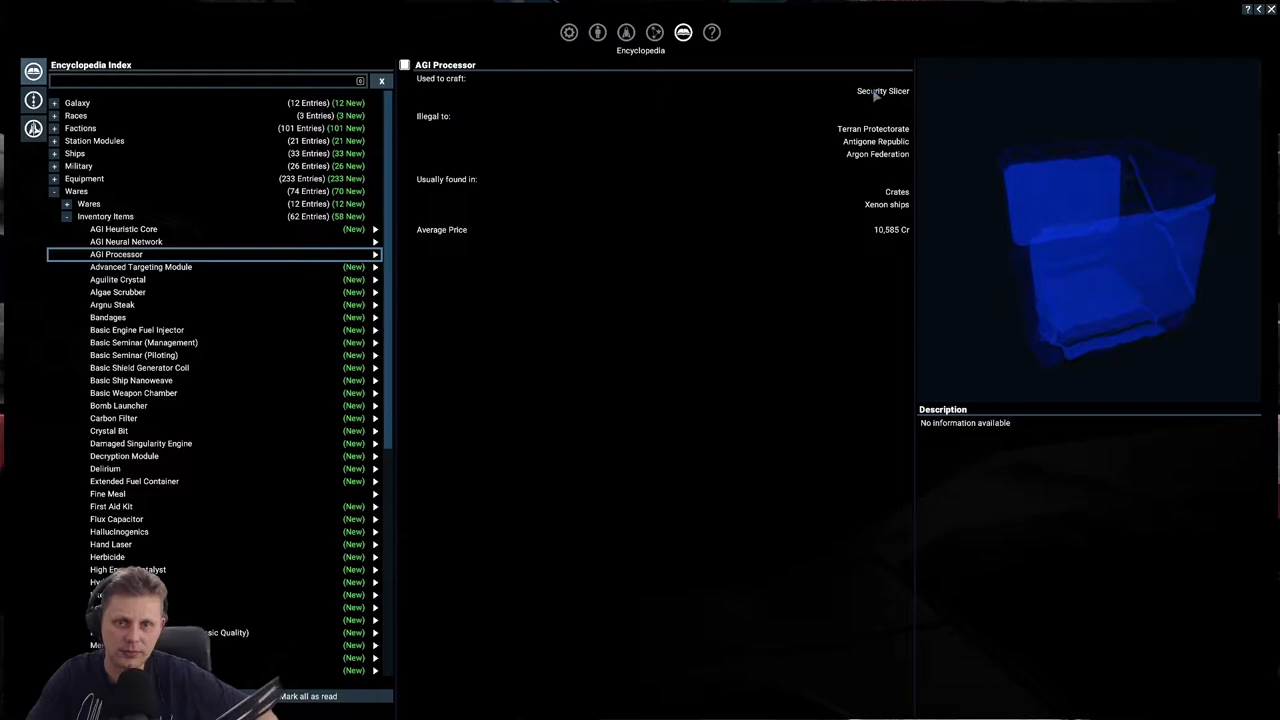 Encyclopedia
Encyclopedia Index
x
Galaxy (12 Entries) (12 New)
Races (3 Entries) (3 New)
Factions (101 Entries) (101 New)
Station Modules (21 Entries) (21 New)
Ships (33 Entries) (33 New)
Military (26 Entries) (26 New)
Equipment (233 Entries) (233 New)
Wares (74 Entries) (70 New)
Wares (12 Entries) (12 New)
Inventory Items (62 Entries) (58 New)
AGI Heuristic Core (New)
AGI Neural Network
AGI Processor
Advanced Targeting Module (New)
Aguilite Crystal (New)
Algae Scrubber (New)
Argnu Steak (New)
Bandages (New)
Basic Engine Fuel Injector (New)
Basic Seminar (Management) (New)
Basic Seminar (Piloting) (New)
Basic Shield Generator Coil (New)
Basic Ship Nanoweave (New)
Basic Weapon Chamber (New)
Bomb Launcher (New)
Carbon Filter (New)
Crystal Bit (New)
Damaged Singularity Engine (New)
Decryption Module (New)
Delirium (New)
Extended Fuel Container (New)
Fine Meal
First Aid Kit (New)
Flux Capacitor (New)
Hallucinogenics (New)
Hand Laser (New)
Herbicide (New)
(New)
(New)
(New)
(New)
(New)
(New)
(New)
(New)
(New)
Mark all as read
AGI Processor
Used to craft:
Security Slicer
Illegal to:
Terran Protectorate
Antigone Republic
Argon Federation
Usually found in:
Crates
Xenon ships
Average Price 10,585 Cr
Description
No information available